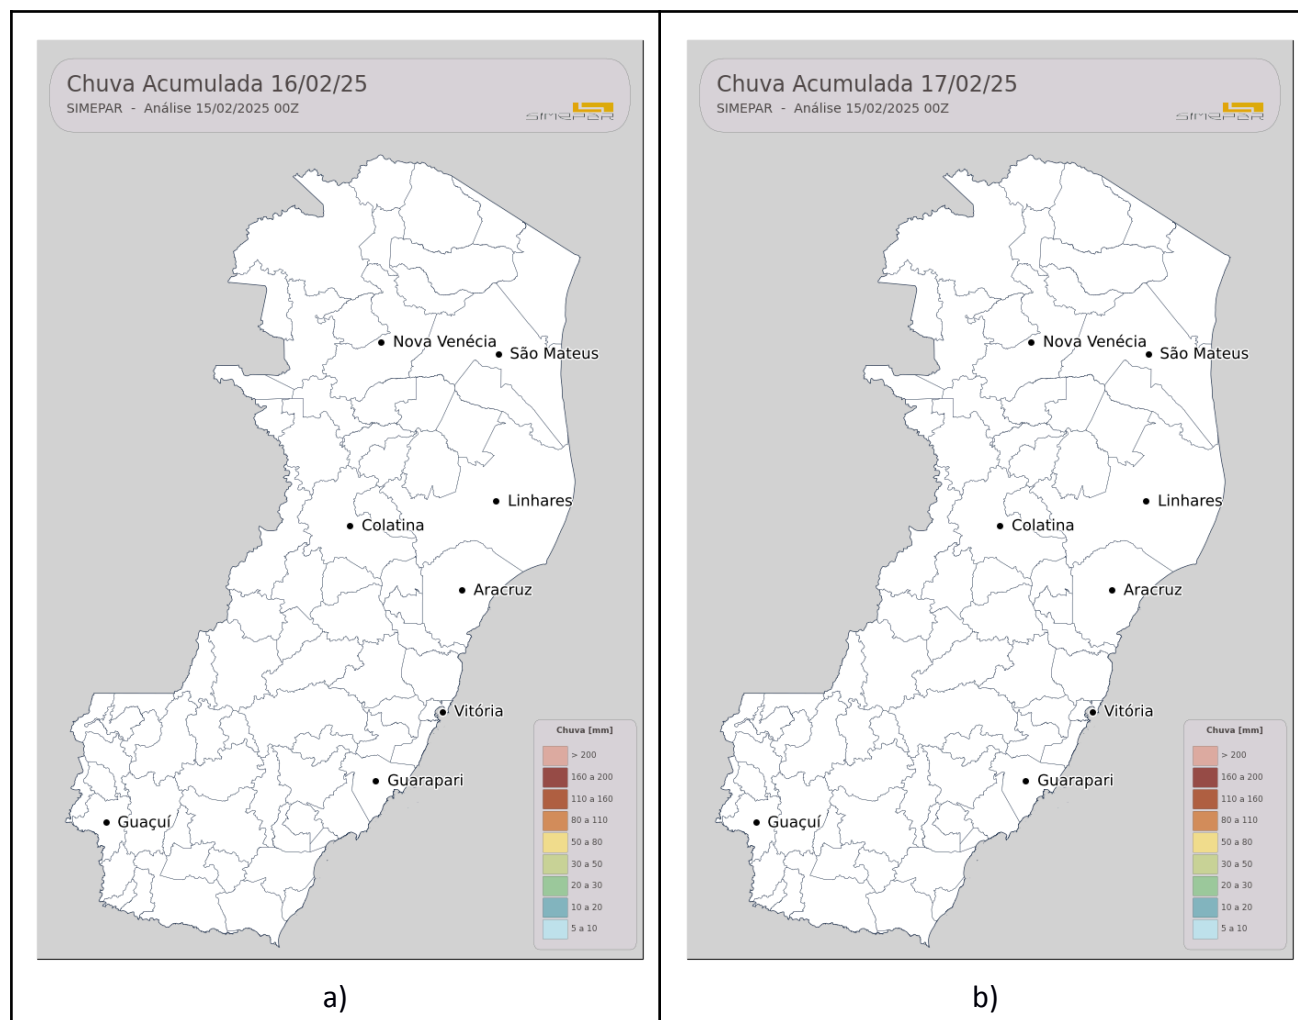 Chuva Acumulada 16/02/25
SIMEPAR - Análise 15/02/2025 00Z
SIMEPAR
Nova Venécia
São Mateus
Linhares
Colatina
Aracruz
Vitória
Guarapari
Guaçuí
Chuva [mm]
> 200
160 a 200
110 a 160
80 a 110
50 a 80
30 a 50
20 a 30
10 a 20
5 a 10
a)
Chuva Acumulada 17/02/25
SIMEPAR - Análise 15/02/2025 00Z
SIMEPAR
Nova Venécia
São Mateus
Linhares
Colatina
Aracruz
Vitória
Guarapari
Guaçuí
Chuva [mm]
> 200
160 a 200
110 a 160
80 a 110
50 a 80
30 a 50
20 a 30
10 a 20
5 a 10
b)